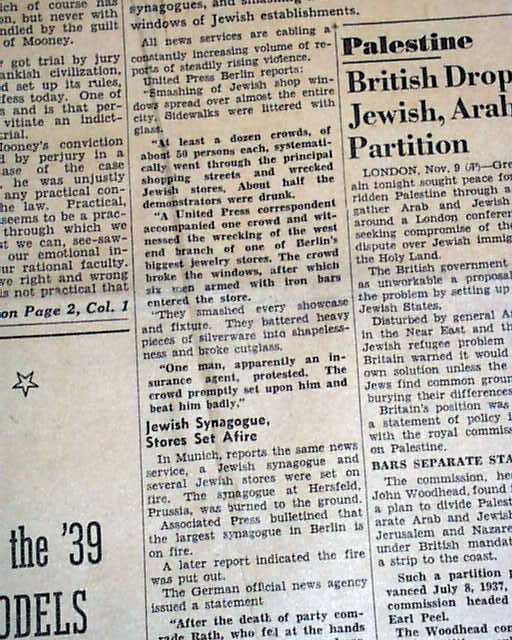 ich of course has
on, but never with
ndled by the guilt
of Mooney.
got trial by jury
ankish civilization,
d set up its rules,
fess today. One of
s and is that per-
vitiate an indict-
trial.
Mooney's conviction
d by perjury in a
ase of the case
he was unjustly
any practical con-
the law. Practical,
seems to be a prac-
through which we
t we can, see-saw
our emotional in-
ur rational faculty.
ve right and wrong
is not practical that
on Page 2, Col. 1
the '39
ODELS
synagogues, and smashing
windows of Jewish establishments.
All news services are cabling a
constantly increasing volume of re-
ports of steadily rising violence.
United Press Berlin reports:
"Smashing of Jewish shop win-
dows spread over almost the entire
city. Sidewalks were littered with
glass.
"At least a dozen crowds, of
about 50 persons each, systemati-
cally went through the principal
shopping streets and wrecked
Jewish stores. About half the
demonstrators were drunk.
"A United Press correspondent
accompanied one crowd and wit-
nessed the wrecking of the west
end branch of one of Berlin's
biggest jewelry stores. The crowd
broke the windows, after which
six men armed with iron bars
entered the store.
"They smashed every showcase
and fixture. They battered heavy
pieces of silverware into shapeless-
ness and broke cutglass.
"One man, apparently an in-
surance agent, protested. The
crowd promptly set upon him and
beat him badly."
Jewish Synagogue,
Stores Set Afire
In Munich, reports the same news
service, a Jewish synagogue and
several Jewish stores were set on
fire. The synagogue at Hersfeld,
Prussia, was burned to the ground.
Associated Press bulletined that
the largest synagogue in Berlin is
on fire.
A later report indicated the fire
was put out.
The German official news agency
issued a statement
"After the death of party com-
rade Rath, who fel at the hands
Palestine
British Drop
Jewish, Arab
Partition
LONDON, Nov. 9 (AP)—Gre
ain tonight sought peace for
ridden Palestine through a
gather Arab and Jewish
around a London conferen
seeking compromise of the
dispute over Jewish immig
the Holy Land.
The British government
as unworkable a proposal
the problem by setting up
Jewish States.
Disturbed by general A
in the Near East and th
Jewish refugee problem
Britain warned it would
own solution unless the
Jews find common groun
burying their differences
Britain's position was
a statement of policy i
with the royal commis
on Palestine.
BARS SEPARATE STA
The commission, he
John Woodhead, found
a plan to divide Palest
arate Arab and Jewish
Jerusalem and Nazare
under British mandat
a strip to the coast.
Such a partition p
vanced July 8, 1937,
commission headed
Earl Peel.
The Woodhead com